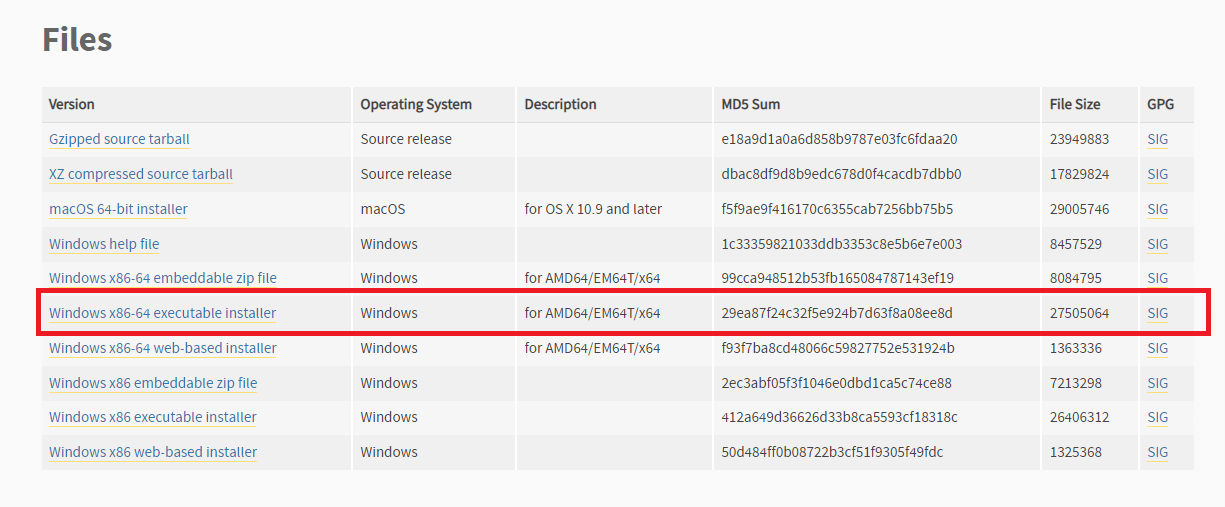 Files
Version Operating System Description MD5 Sum File Size GPG
Gzipped source tarball Source release e18a9d1a0a6d858b9787e03fc6fdaa20 23949883 SIG
XZ compressed source tarball Source release dbac8df9d8b9edc678d0f4cacdb7dbb0 17829824 SIG
macOS 64-bit installer macOS for OS X 10.9 and later f5f9ae9f416170c6355cab7256bb75b5 29005746 SIG
Windows help file Windows 1c33359821033ddb3353c8e5b6e7e003 8457529 SIG
Windows x86-64 embeddable zip file Windows for AMD64/EM64T/x64 99cca948512b53fb165084787143ef19 8084795 SIG
Windows x86-64 executable installer Windows for AMD64/EM64T/x64 29ea87f24c32f5e924b7d63f8a08ee8d 27505064 SIG
Windows x86-64 web-based installer Windows for AMD64/EM64T/x64 f93f7ba8cd48066c59827752e531924b 1363336 SIG
Windows x86 embeddable zip file Windows 2ec3abf05f3f1046e0dbd1ca5c74ce88 7213298 SIG
Windows x86 executable installer Windows 412a649d36626d33b8ca5593cf18318c 26406312 SIG
Windows x86 web-based installer Windows 50d484ff0b08722b3cf51f9305f49fdc 1325368 SIG